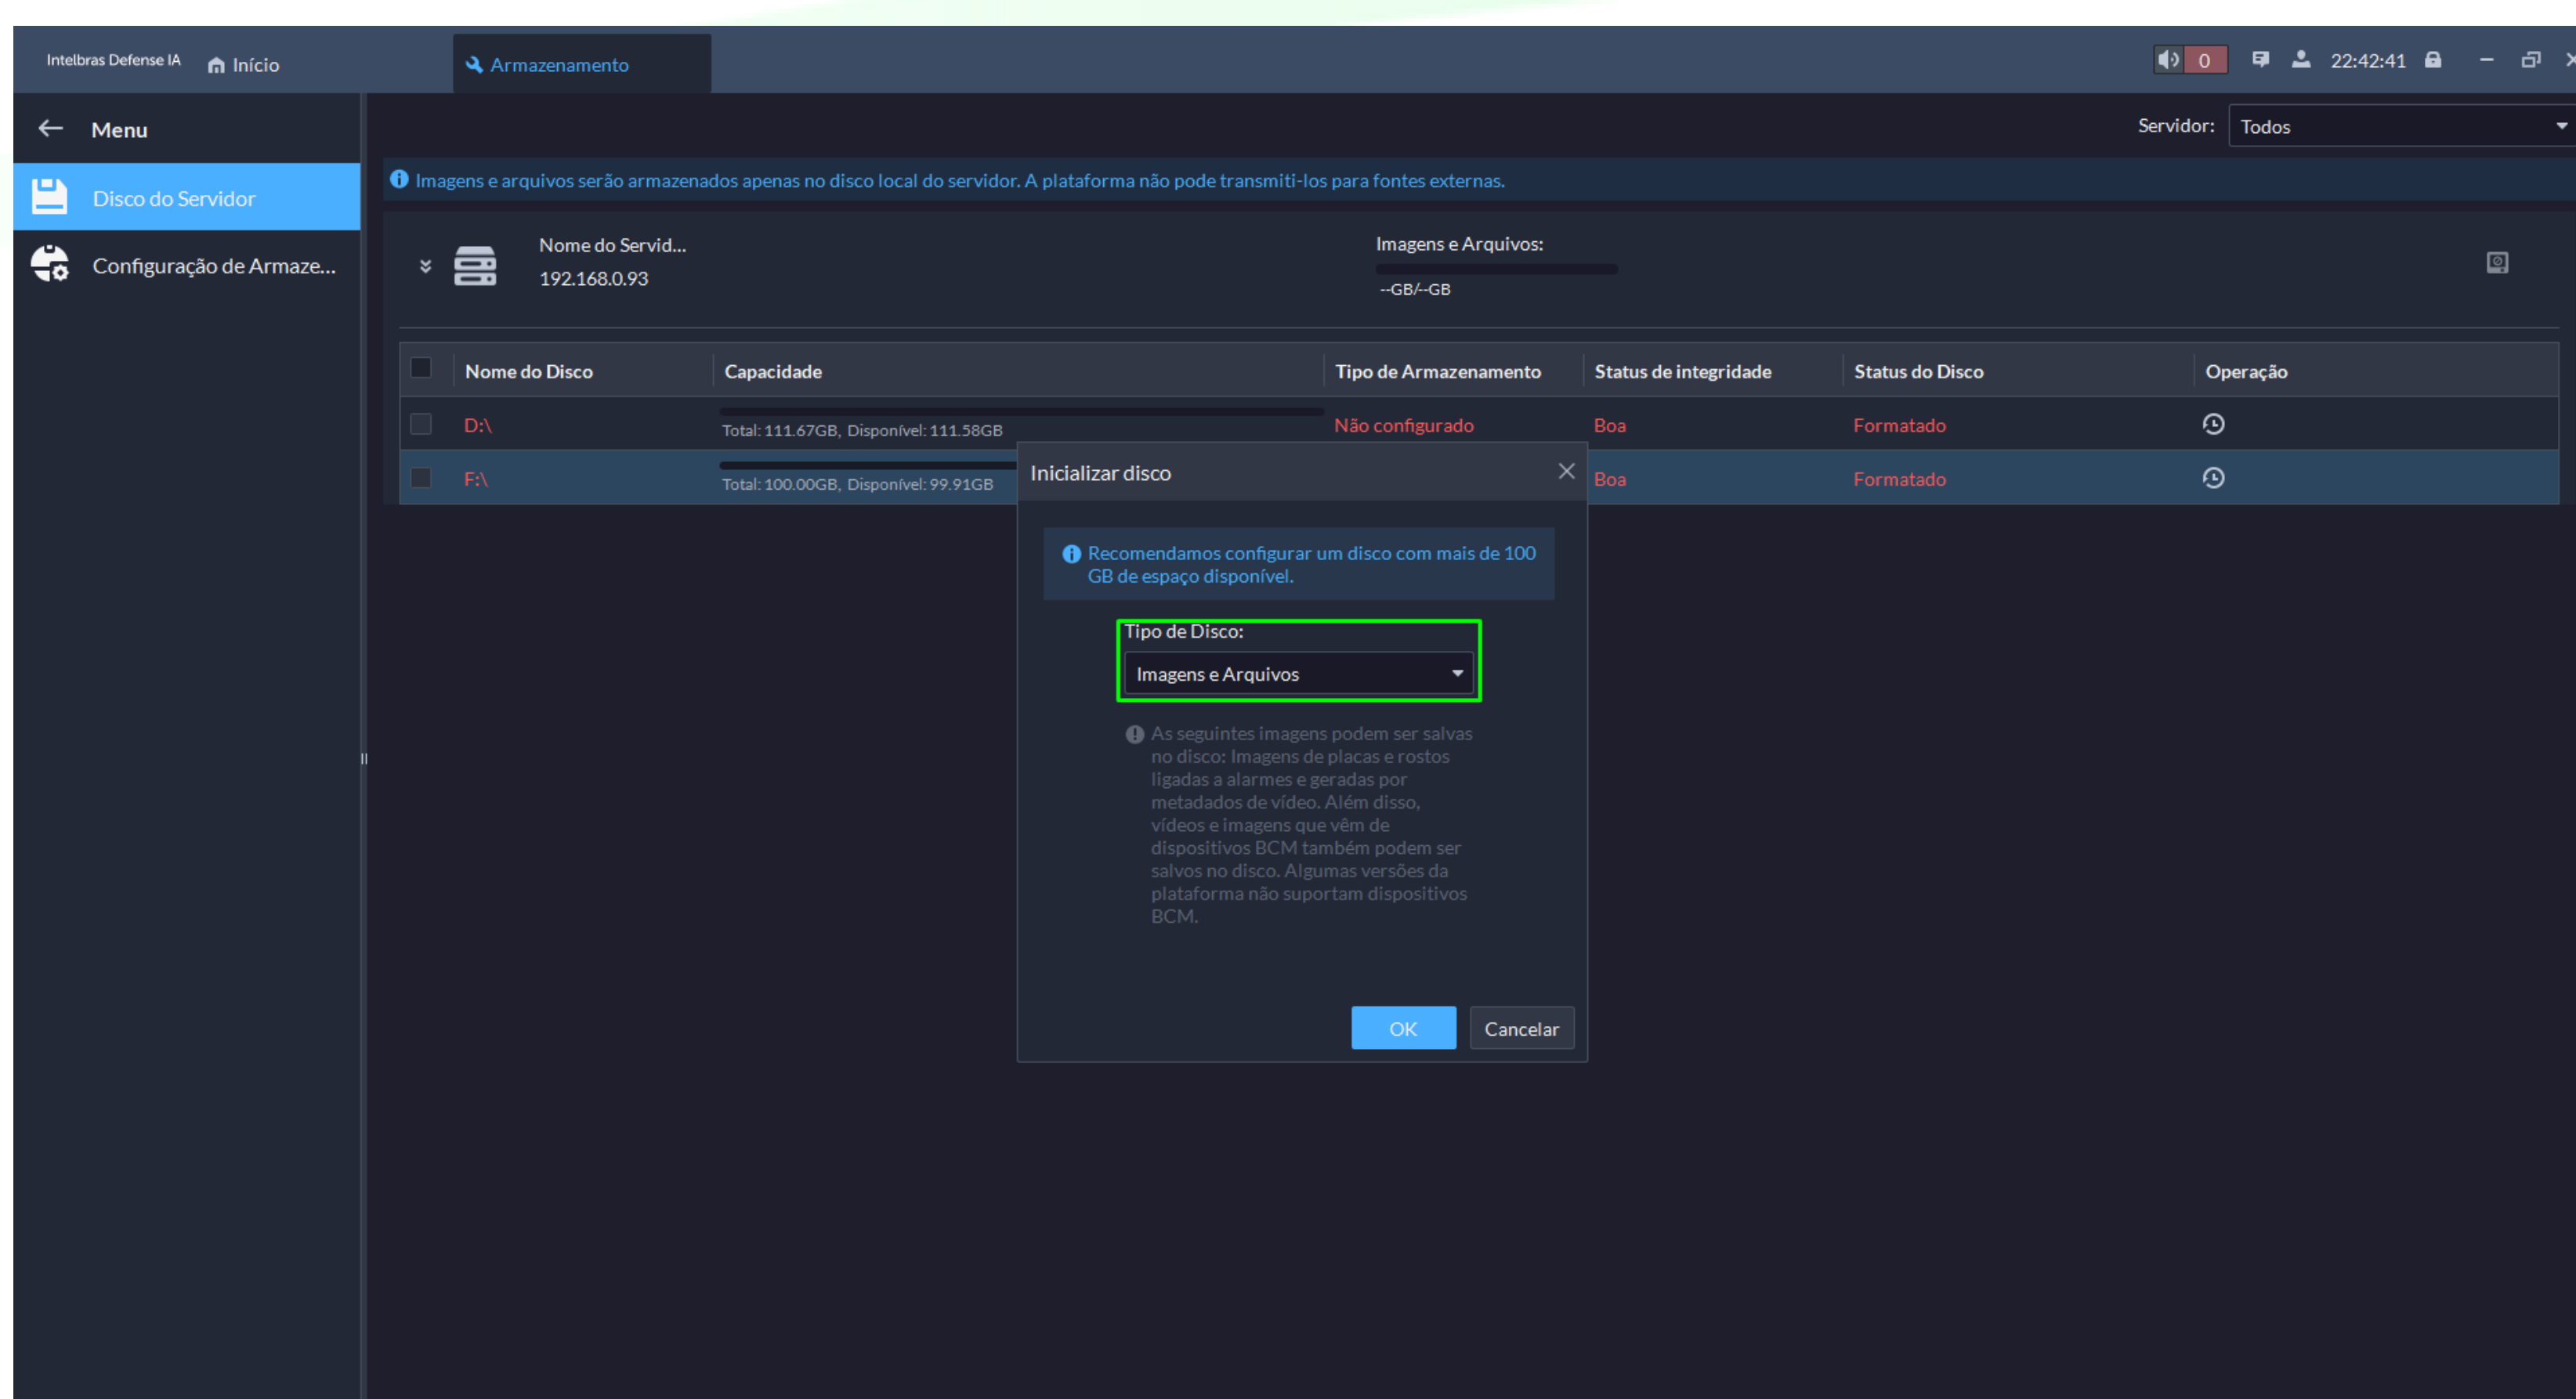 Intelbras Defense IA Início Armazenamento 0 22:42:41
Menu
Servidor: Todos
Disco do Servidor
Configuração de Armaze...
Imagens e arquivos serão armazenados apenas no disco local do servidor. A plataforma não pode transmiti-los para fontes externas.
Nome do Servid...
192.168.0.93
Imagens e Arquivos:
--GB/--GB
Nome do Disco Capacidade Tipo de Armazenamento Status de integridade Status do Disco Operação
D:\ Total: 111.67GB, Disponível: 111.58GB Não configurado Boa Formatado
F:\ Total: 100.00GB, Disponível: 99.91GB Boa Formatado
Inicializar disco
Recomendamos configurar um disco com mais de 100
GB de espaço disponível.
Tipo de Disco:
Imagens e Arquivos
As seguintes imagens podem ser salvas
no disco: Imagens de placas e rostos
ligadas a alarmes e geradas por
metadados de vídeo. Além disso,
vídeos e imagens que vêm de
dispositivos BCM também podem ser
salvos no disco. Algumas versões da
plataforma não suportam dispositivos
BCM.
OK Cancelar